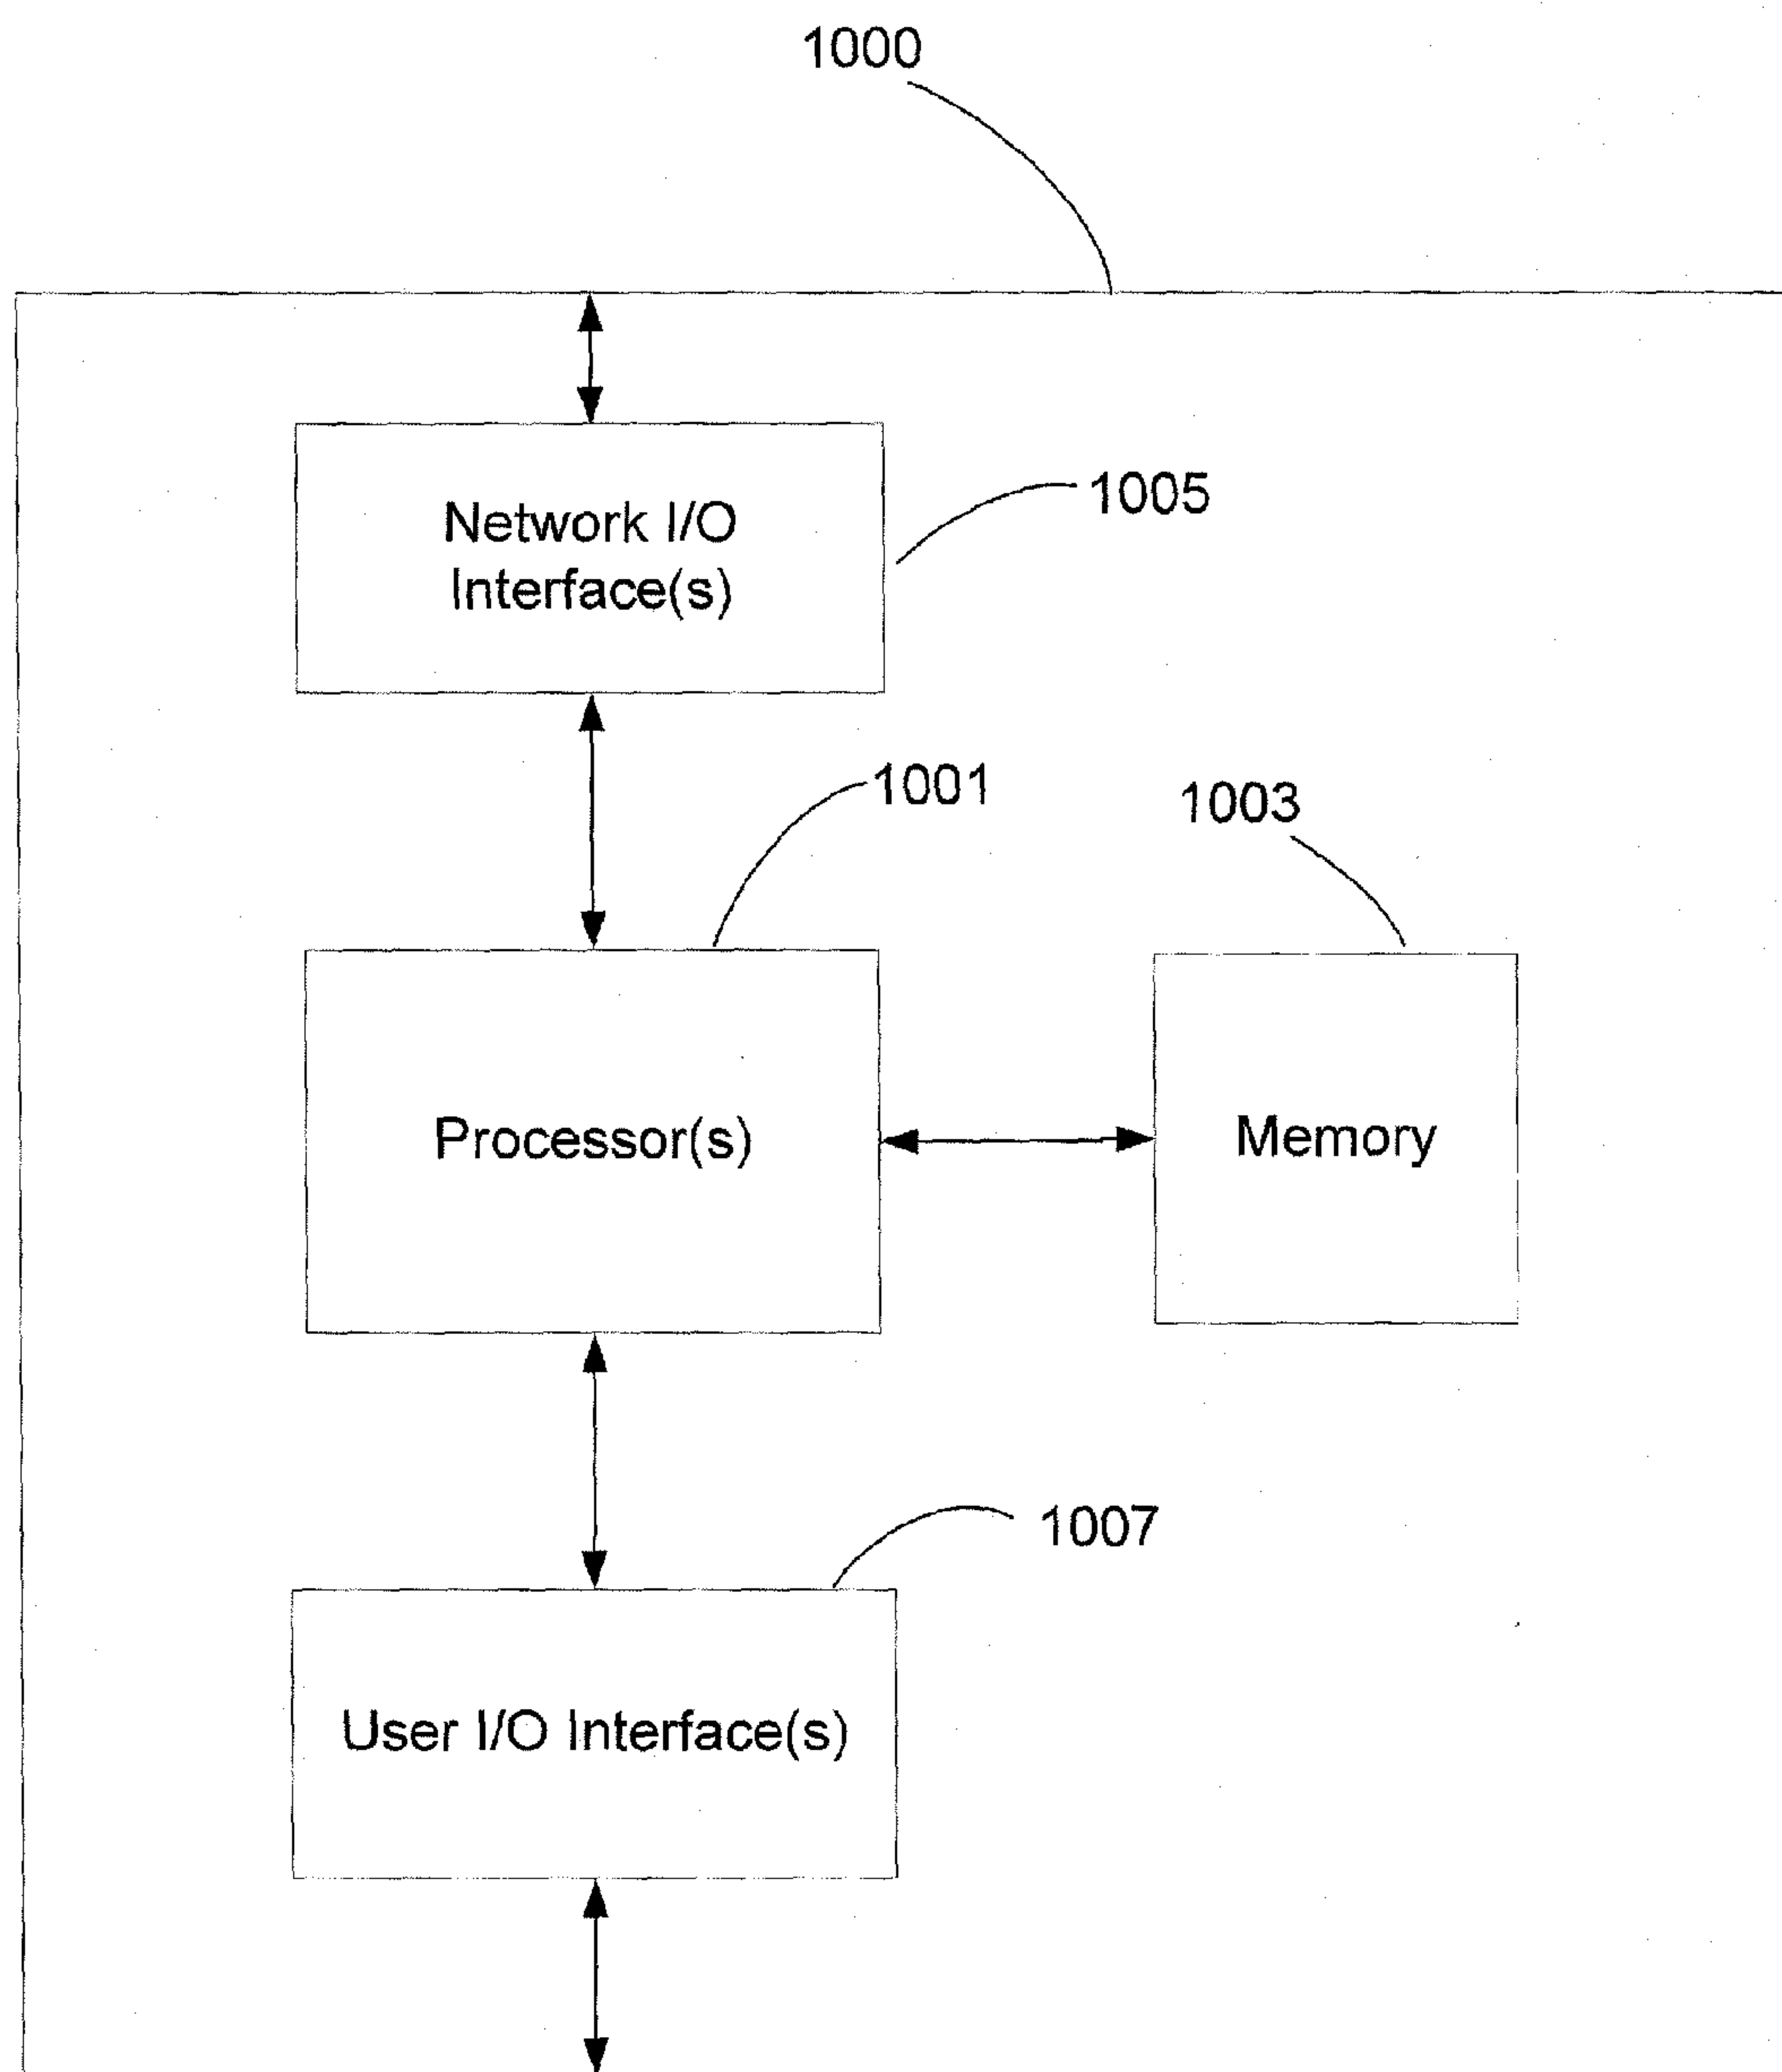 1000
Network I/O
Interface(s)
1005
1001
1003
Processor(s)
Memory
1007
User I/O Interface(s)